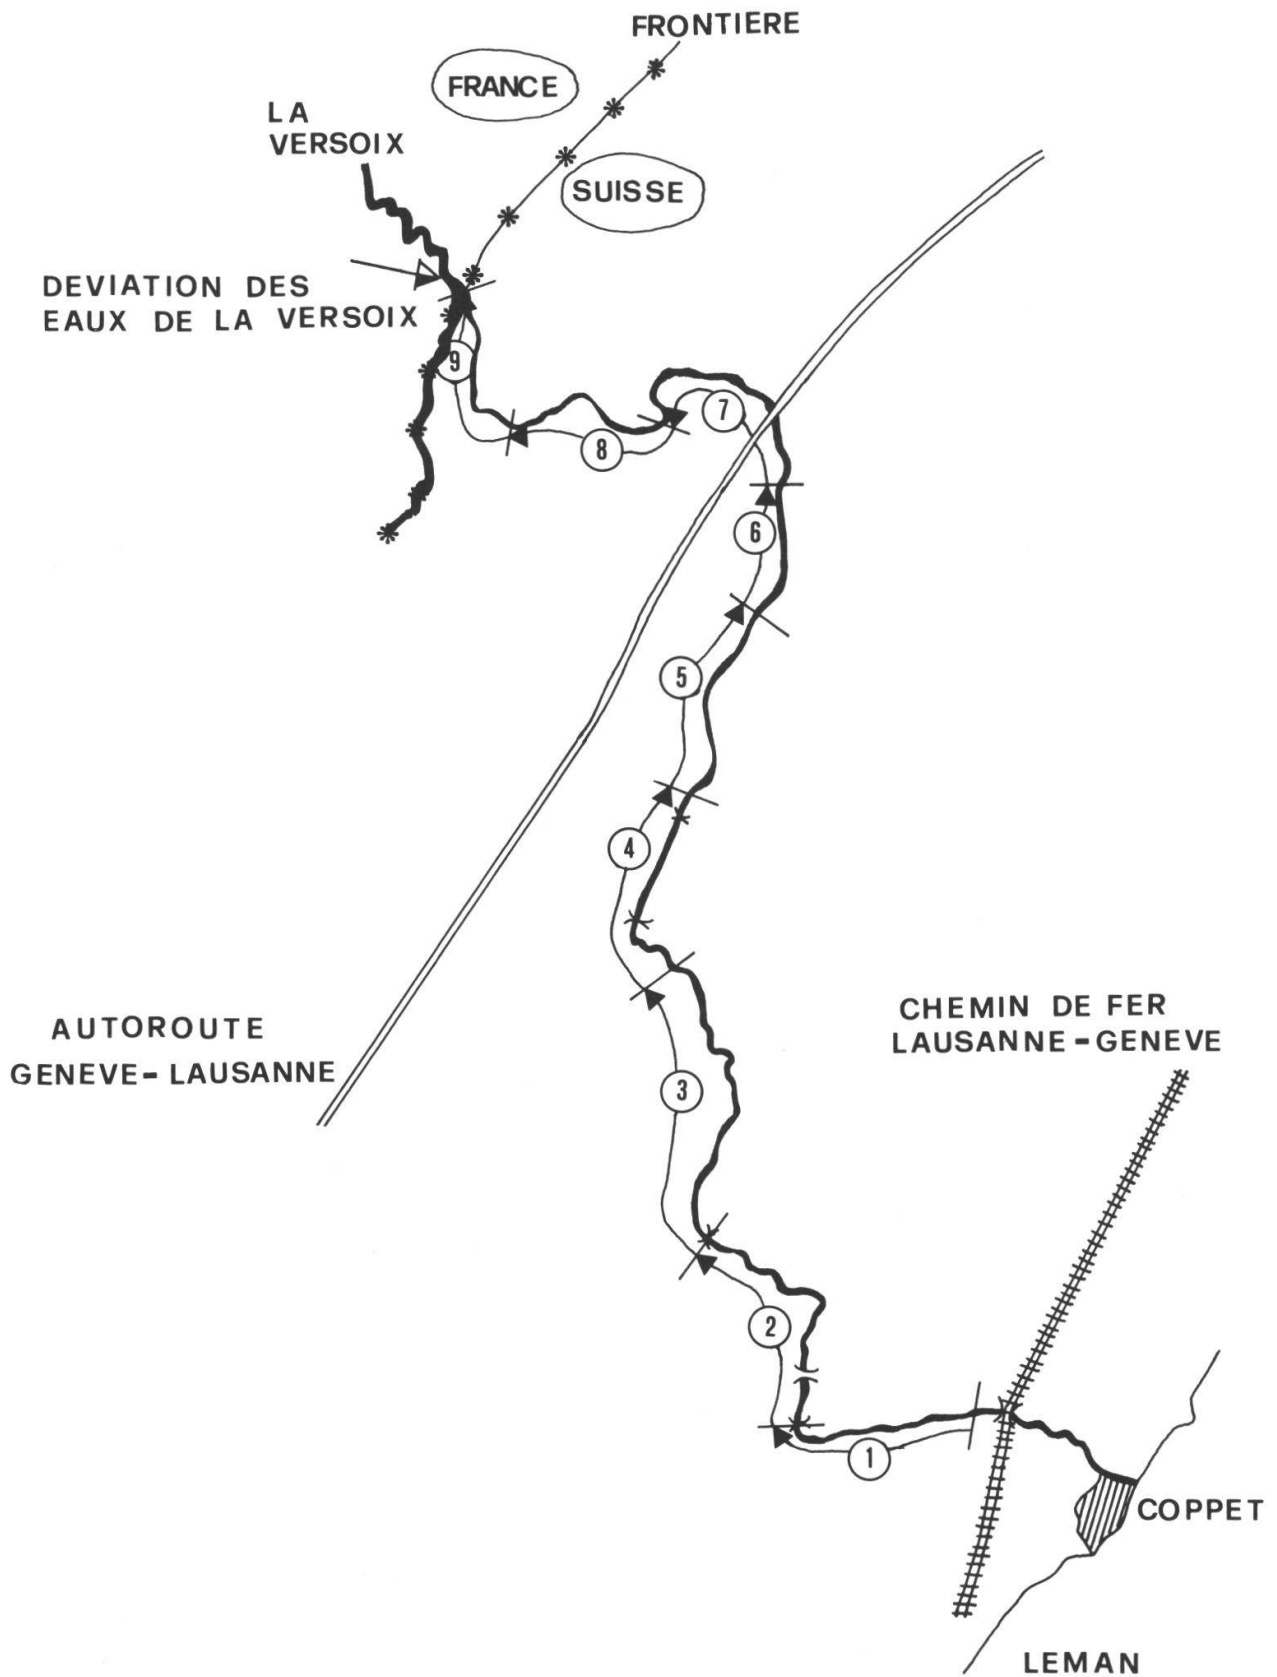 FRONTIERE
FRANCE
LA
VERSOIX
SUISSE
DEVIATION DES
EAUX DE LA VERSOIX
9
7
8
6
5
4
AUTOROUTE
GENEVE-LAUSANNE
CHEMIN DE FER
LAUSANNE-GENEVE
3
2
1
COPPET
LEMAN